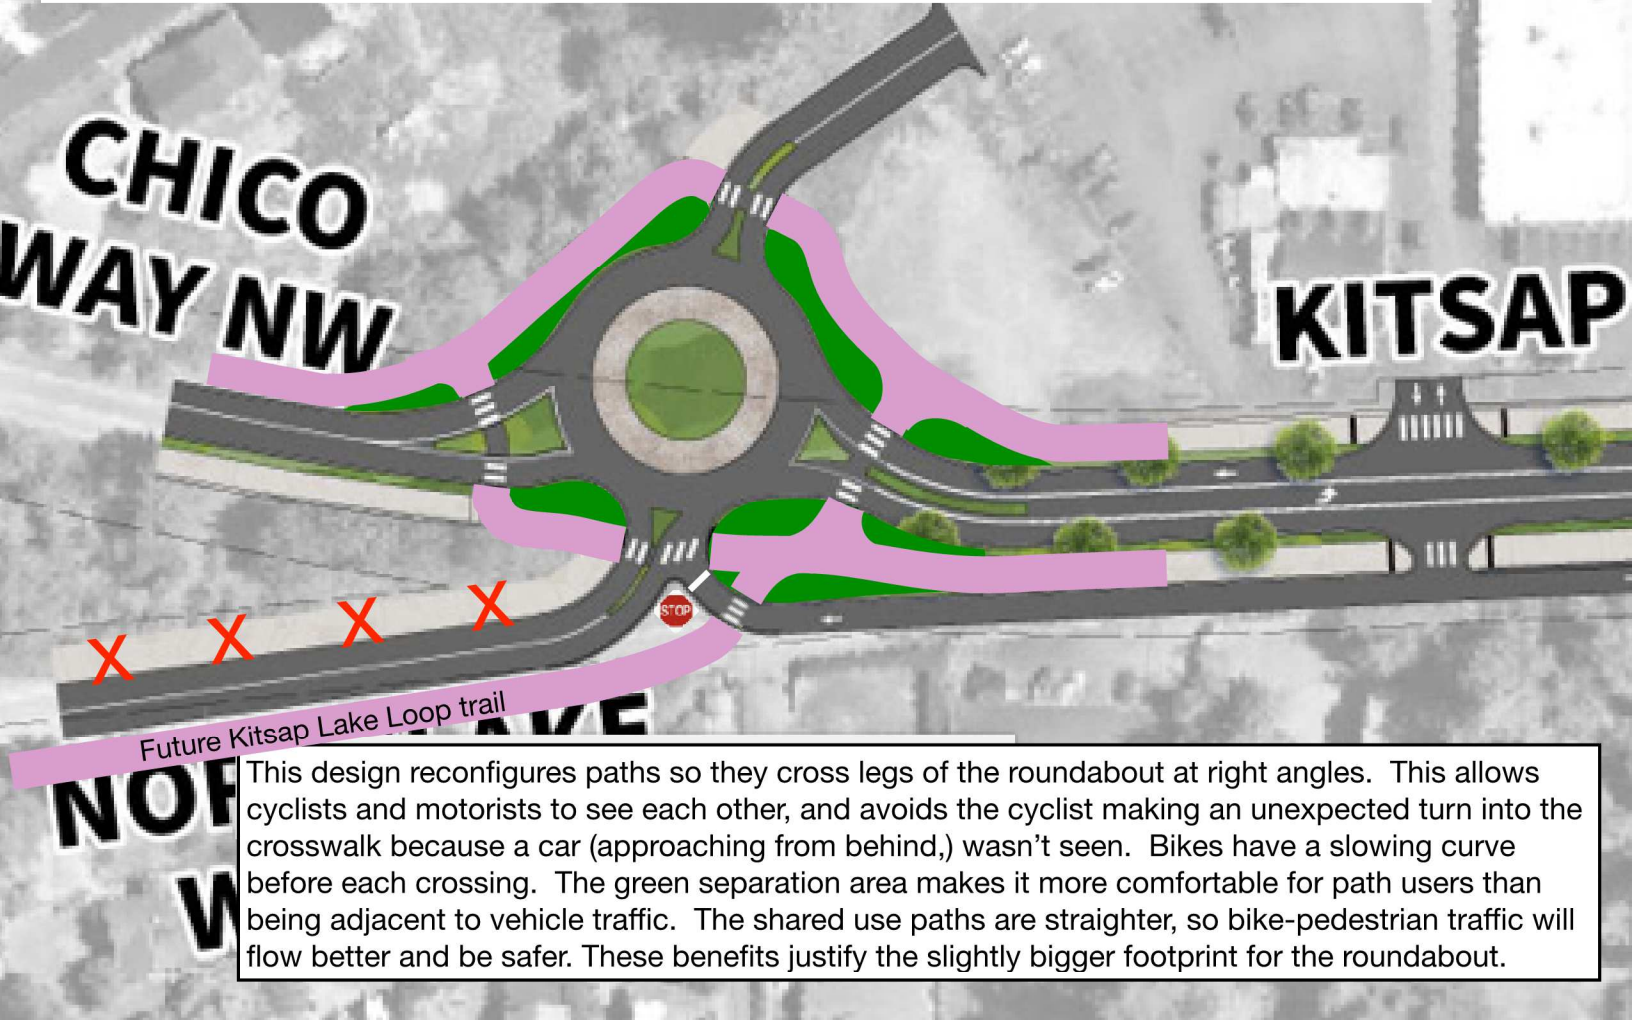 CHICO
WAY NW
KITSAP
X X X X
STOP
Future Kitsap Lake Loop trail
LAKE
NOR
W
This design reconfigures paths so they cross legs of the roundabout at right angles.  This allows
cyclists and motorists to see each other, and avoids the cyclist making an unexpected turn into the
crosswalk because a car (approaching from behind,) wasn't seen.  Bikes have a slowing curve
before each crossing.  The green separation area makes it more comfortable for path users than
being adjacent to vehicle traffic.  The shared use paths are straighter, so bike-pedestrian traffic will
flow better and be safer. These benefits justify the slightly bigger footprint for the roundabout.